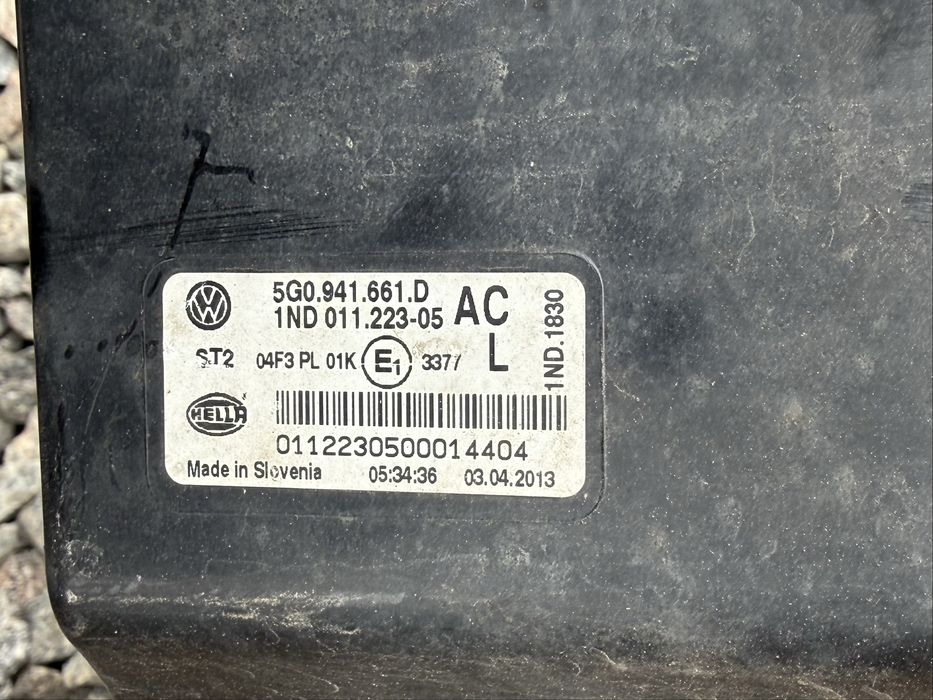 5G0.941.661.D AC
1ND 011.223-05
L
ST2 04F3 PL 01K E1 3377
1ND.1830
HELLA
0112230500014404
Made in Slovenia 05:34:36 03.04.2013